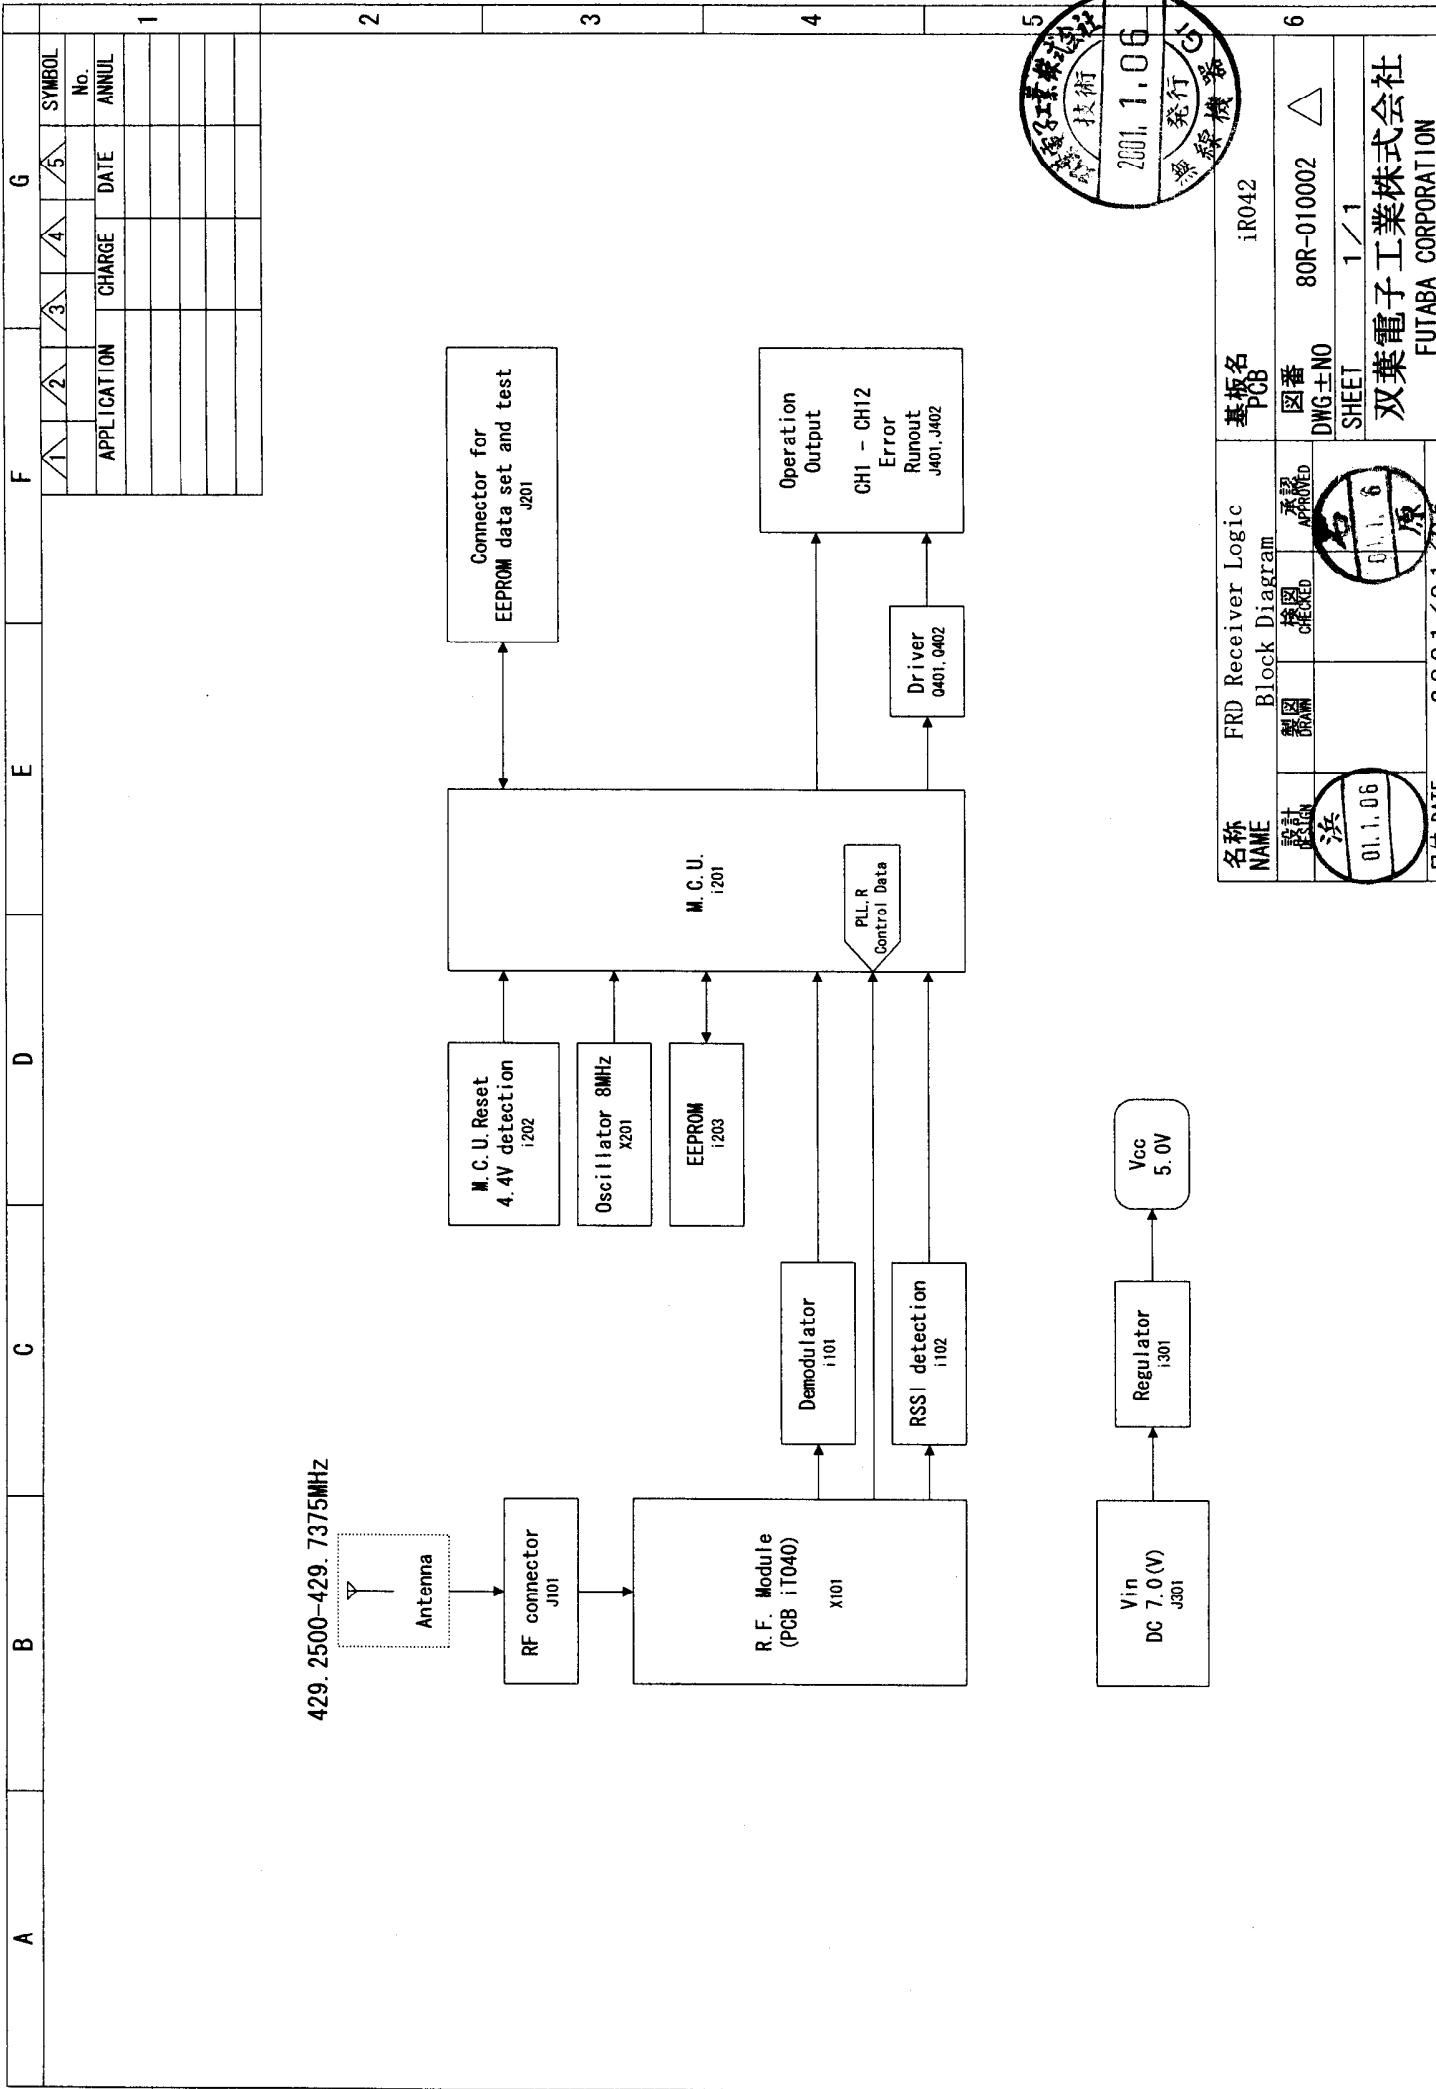 A B C D E F G
1
2
3
4
5
6
1 2 3 4 5 SYMBOL
No.
APPLICATION CHARGE DATE ANNUL
429.2500-429.7375MHz
Antenna
RF connector
J101
R.F. Module
(PCB iT040)
X101
Demodulator
i101
RSSI detection
i102
M.C.U.Reset
4.4V detection
i202
Oscillator 8MHz
X201
EEPROM
i203
M.C.U.
i201
PLL,R
Control Data
Connector for
EEPROM data set and test
J201
Driver
Q401,Q402
Operation
Output
CH1 - CH12
Error
Runout
J401,J402
Vin
DC 7.0(V)
J301
Regulator
i301
Vcc
5.0V
技術
2001.1.06
発行
無線機器
名称
NAME
FRD Receiver Logic
Block Diagram
基板名
PCB
iR042
設計
DESIGN
製図
DRAWN
検図
CHECKED
承認
APPROVED
図番
DWG±NO
80R-010002
SHEET
1/1
浜
01.1.06
原
双葉電子工業株式会社
FUTABA CORPORATION